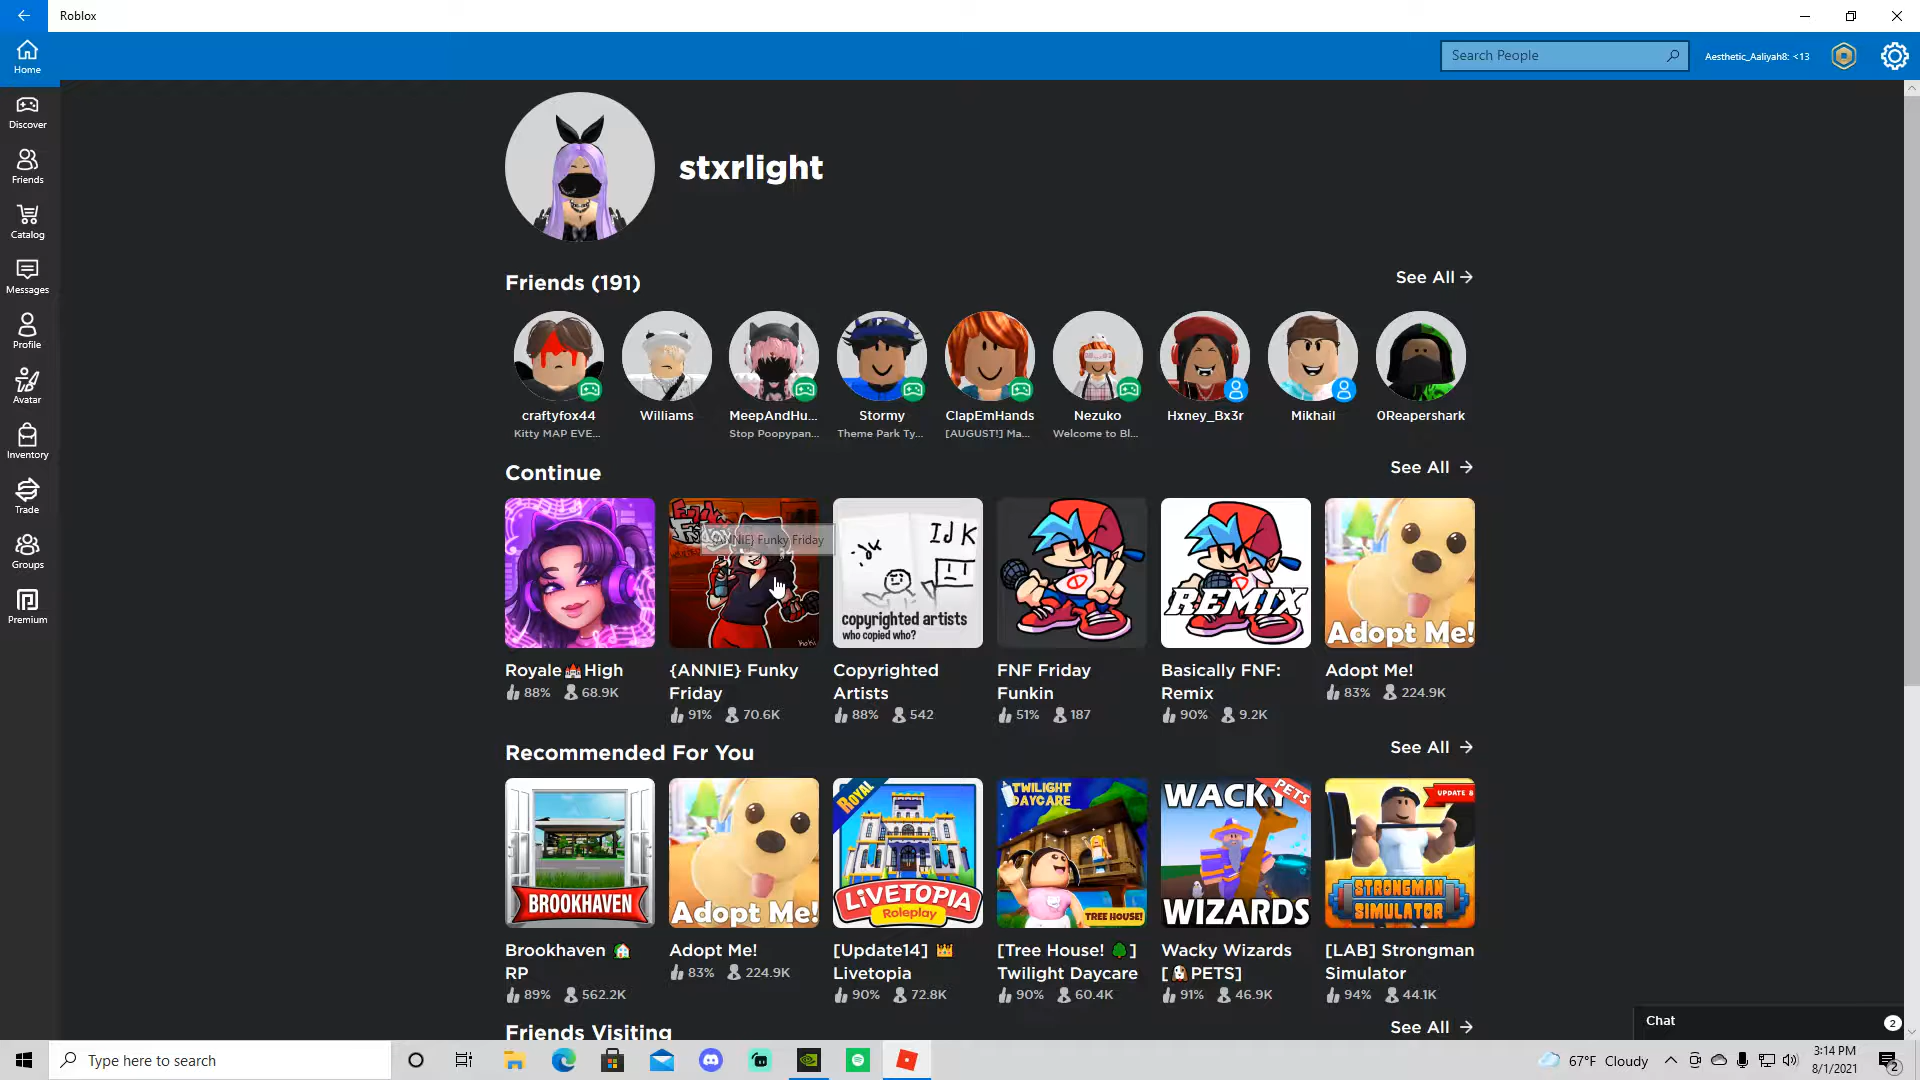 Roblox
Home
Search People
Aesthetic_Aaliyah8: <13
Discover
Friends
Catalog
Messages
Profile
Avatar
Inventory
Trade
Groups
Premium
stxrlight
Friends (191)
See All
craftyfox44
Williams
MeepAndHu...
Stormy
ClapEmHands
Nezuko
Hxney_Bx3r
Mikhail
0Reapershark
Kitty MAP EVE...
Stop Poopypan...
Theme Park Ty...
[AUGUST!] Ma...
Welcome to Bl...
Continue
See All
{ANNIE} Funky Friday
IdK
copyrighted artists
who copied who?
REMIX
Adopt Me!
Royale High
88% 68.9K
{ANNIE} Funky
Friday
91% 70.6K
Copyrighted
Artists
88% 542
FNF Friday
Funkin
51% 187
Basically FNF:
Remix
90% 9.2K
Adopt Me!
83% 224.9K
Recommended For You
See All
BROOKHAVEN
Adopt Me!
ROYAL
LIVETOPIA
Roleplay
TWILIGHT
DAYCARE
TREE HOUSE!
WACKY
PETS
WIZARDS
UPDATE 8
STRONGMAN
SIMULATOR
Brookhaven
RP
89% 562.2K
Adopt Me!
83% 224.9K
[Update14]
Livetopia
90% 72.8K
[Tree House! ]
Twilight Daycare
90% 60.4K
Wacky Wizards
[ PETS]
91% 46.9K
[LAB] Strongman
Simulator
94% 44.1K
Friends Visiting
See All
Chat
2
Type here to search
67°F Cloudy
3:14 PM
8/1/2021
2